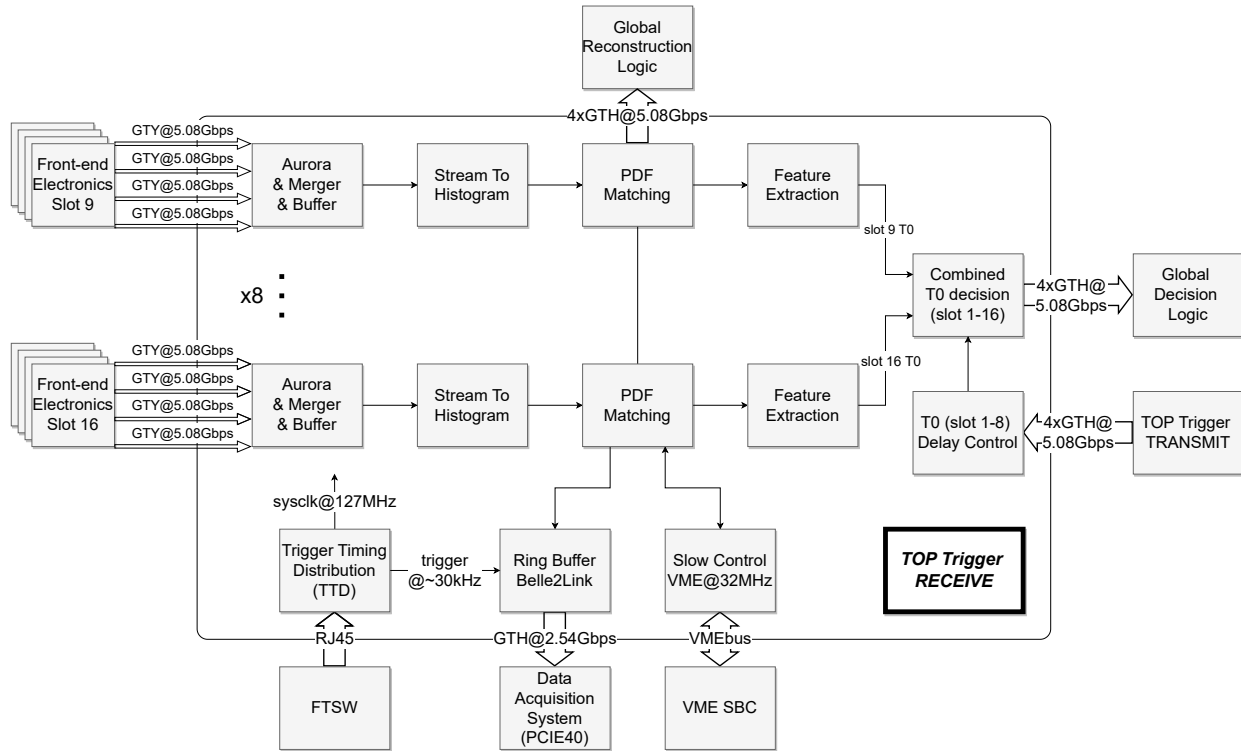 Global
Reconstruction
Logic
4xGTH@5.08Gbps
GTY@5.08Gbps
GTY@5.08Gbps
GTY@5.08Gbps
GTY@5.08Gbps
Front-end
Electronics
Slot 9
Aurora
& Merger
& Buffer
Stream To
Histogram
PDF
Matching
Feature
Extraction
slot 9 T0
x8
Combined
T0 decision
(slot 1-16)
4xGTH@
5.08Gbps
Global
Decision
Logic
GTY@5.08Gbps
GTY@5.08Gbps
GTY@5.08Gbps
GTY@5.08Gbps
Front-end
Electronics
Slot 16
Aurora
& Merger
& Buffer
Stream To
Histogram
PDF
Matching
Feature
Extraction
slot 16 T0
T0 (slot 1-8)
Delay Control
4xGTH@
5.08Gbps
TOP Trigger
TRANSMIT
sysclk@127MHz
Trigger Timing
Distribution
(TTD)
trigger
@~30kHz
Ring Buffer
Belle2Link
Slow Control
VME@32MHz
TOP Trigger
RECEIVE
RJ45
GTH@2.54Gbps
VMEbus
FTSW
Data
Acquisition
System
(PCIE40)
VME SBC